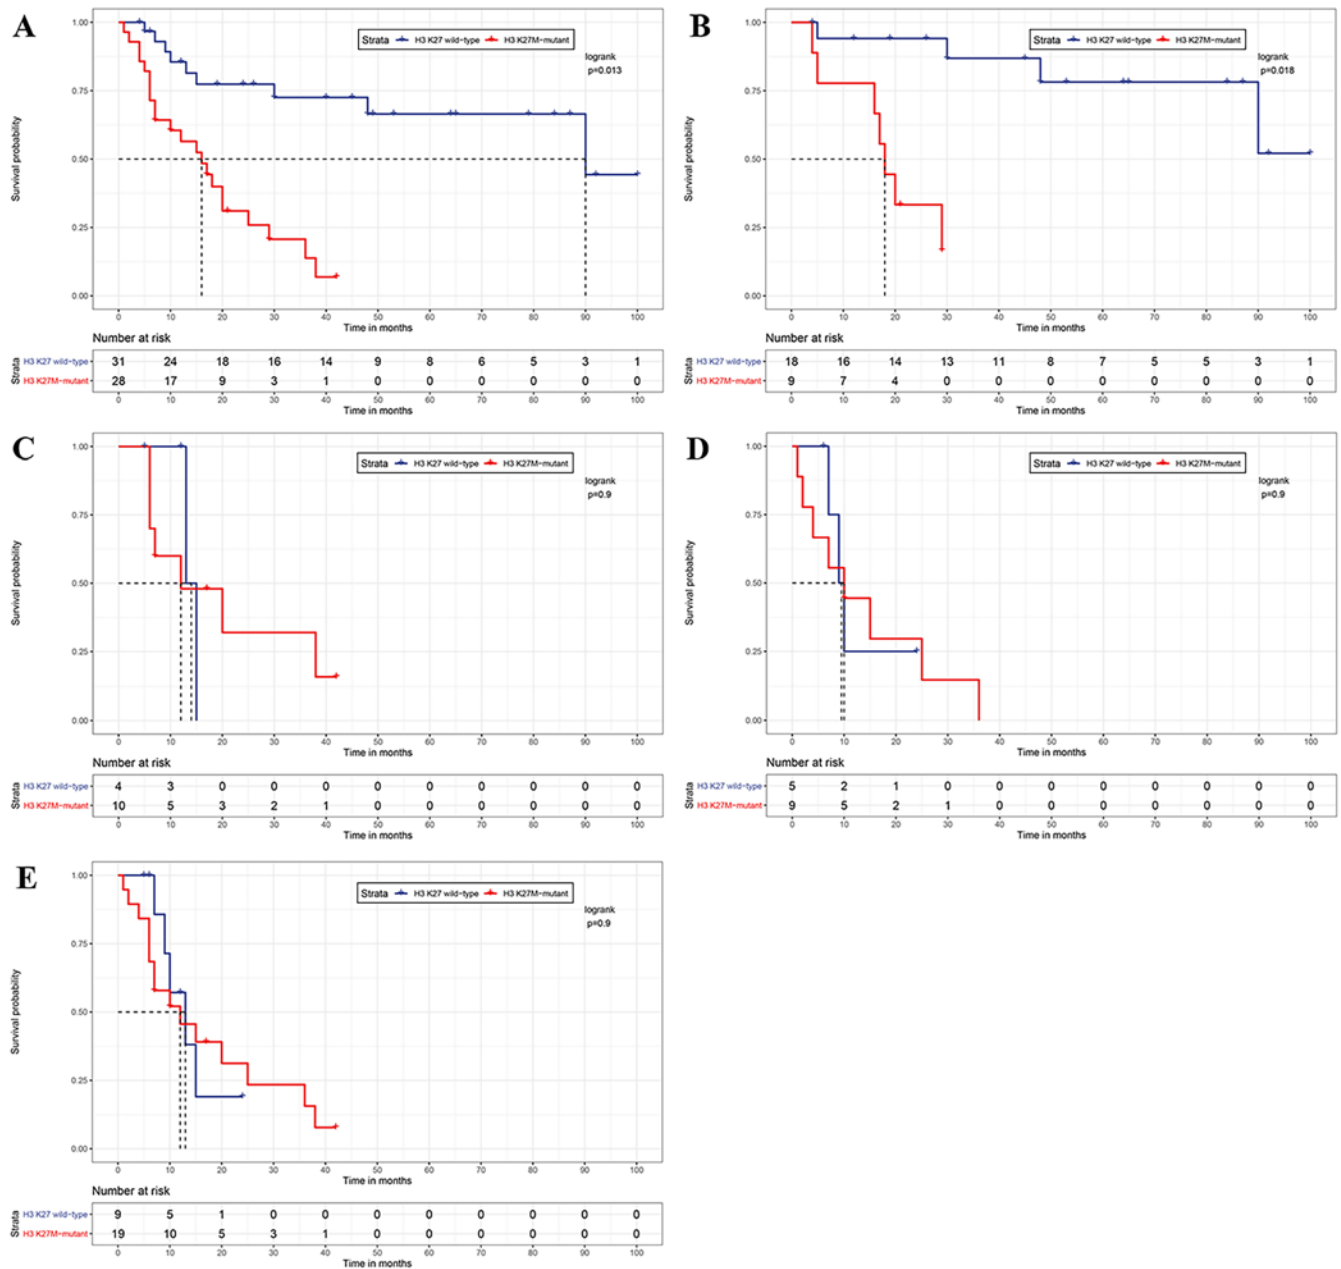 A
Strata H3 K27 wild-type H3 K27M-mutant
logrank
p=0.013
Survival probability
1.00
0.75
0.50
0.25
0.00
0 10 20 30 40 50 60 70 80 90 100
Time in months
Number at risk
Strata
H3 K27 wild-type 31 24 18 16 14 9 8 6 5 3 1
H3 K27M-mutant 28 17 9 3 1 0 0 0 0 0 0
0 10 20 30 40 50 60 70 80 90 100
Time in months
B
Strata H3 K27 wild-type H3 K27M-mutant
logrank
p=0.018
Survival probability
1.00
0.75
0.50
0.25
0.00
0 10 20 30 40 50 60 70 80 90 100
Time in months
Number at risk
Strata
H3 K27 wild-type 18 16 14 13 11 8 7 5 5 3 1
H3 K27M-mutant 9 7 4 0 0 0 0 0 0 0 0
0 10 20 30 40 50 60 70 80 90 100
Time in months
C
Strata H3 K27 wild-type H3 K27M-mutant
logrank
p=0.9
Survival probability
1.00
0.75
0.50
0.25
0.00
0 10 20 30 40 50 60 70 80 90 100
Time in months
Number at risk
Strata
H3 K27 wild-type 4 3 0 0 0 0 0 0 0 0 0
H3 K27M-mutant 10 5 3 2 1 0 0 0 0 0 0
0 10 20 30 40 50 60 70 80 90 100
Time in months
D
Strata H3 K27 wild-type H3 K27M-mutant
logrank
p=0.9
Survival probability
1.00
0.75
0.50
0.25
0.00
0 10 20 30 40 50 60 70 80 90 100
Time in months
Number at risk
Strata
H3 K27 wild-type 5 2 1 0 0 0 0 0 0 0 0
H3 K27M-mutant 9 5 2 1 0 0 0 0 0 0 0
0 10 20 30 40 50 60 70 80 90 100
Time in months
E
Strata H3 K27 wild-type H3 K27M-mutant
logrank
p=0.9
Survival probability
1.00
0.75
0.50
0.25
0.00
0 10 20 30 40 50 60 70 80 90 100
Time in months
Number at risk
Strata
H3 K27 wild-type 9 5 1 0 0 0 0 0 0 0 0
H3 K27M-mutant 19 10 5 3 1 0 0 0 0 0 0
0 10 20 30 40 50 60 70 80 90 100
Time in months